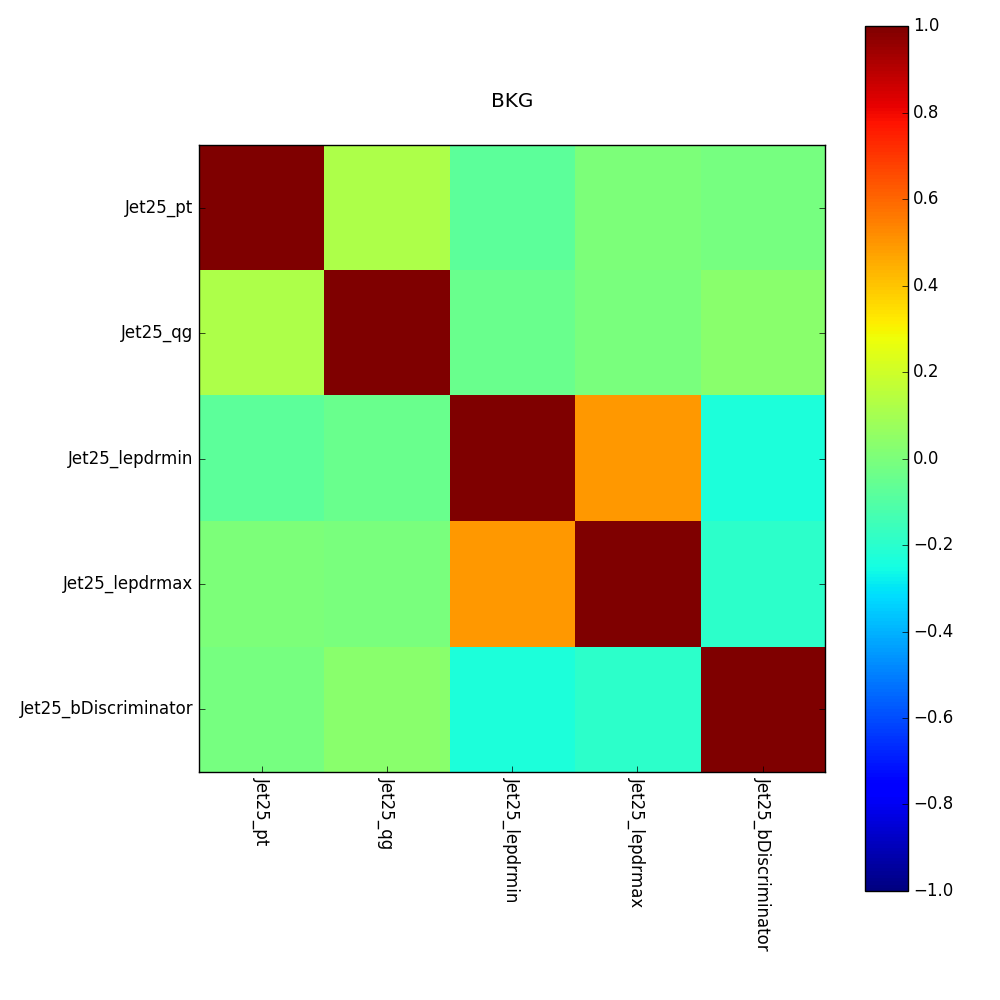 BKG
Jet25_pt
Jet25_qg
Jet25_lepdrmin
Jet25_lepdrmax
Jet25_bDiscriminator
Jet25_pt
Jet25_qg
Jet25_lepdrmin
Jet25_lepdrmax
Jet25_bDiscriminator
1.0
0.8
0.6
0.4
0.2
0.0
−0.2
−0.4
−0.6
−0.8
−1.0